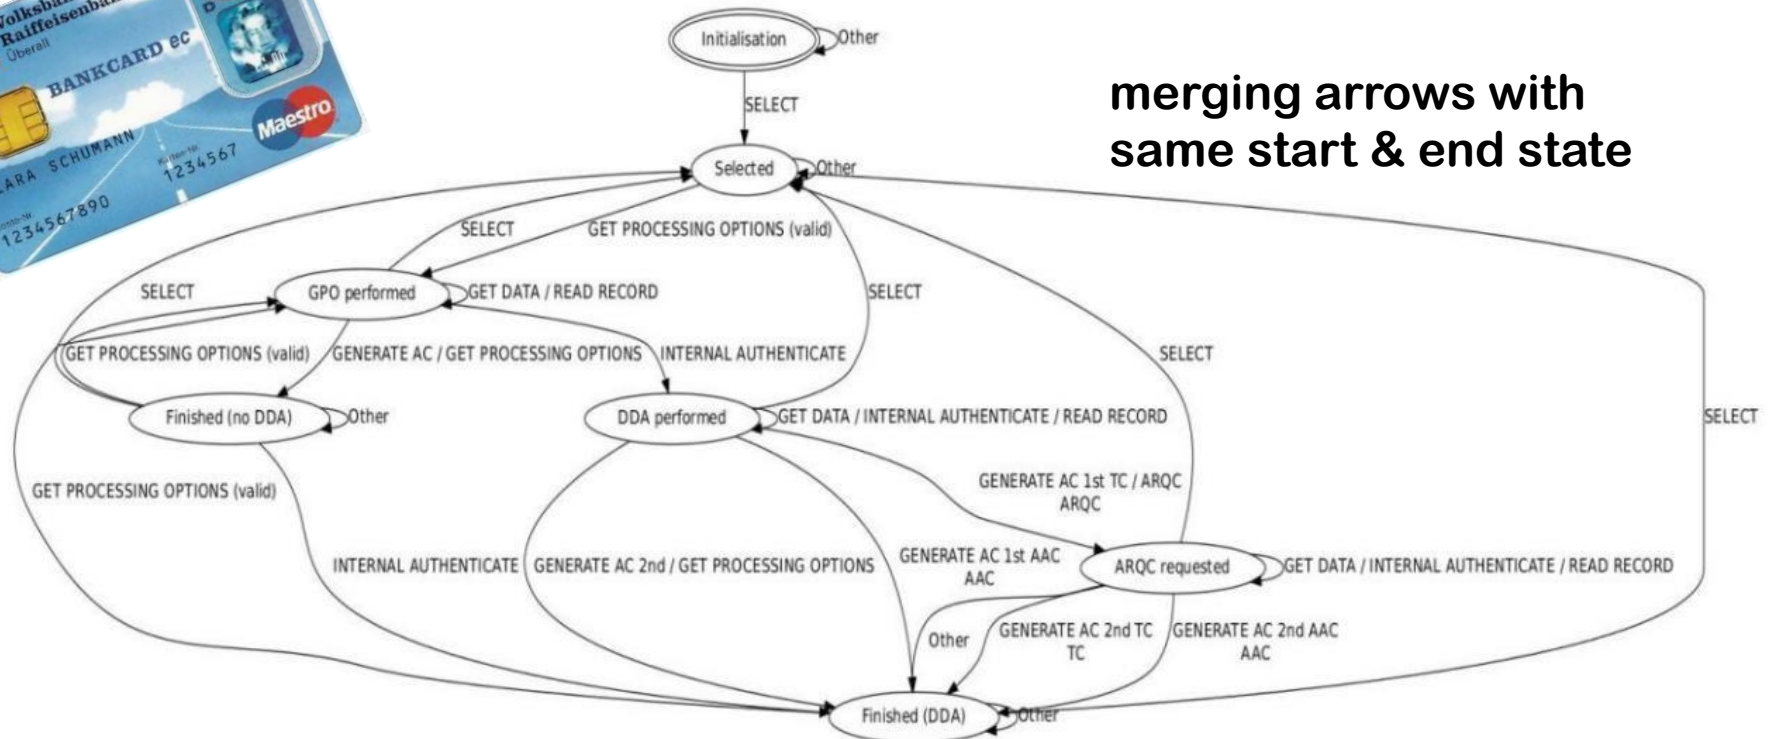 Volksban
Raiffeisenban
Überall
BANKCARD ec
Maestro
ARA SCHUMANN
1234567
1234567890
merging arrows with
same start & end state
Initialisation
Other
SELECT
Selected
Other
SELECT
GET PROCESSING OPTIONS (valid)
SELECT
GPO performed
GET DATA / READ RECORD
SELECT
GET PROCESSING OPTIONS (valid)
GENERATE AC / GET PROCESSING OPTIONS
INTERNAL AUTHENTICATE
SELECT
Finished (no DDA)
Other
DDA performed
GET DATA / INTERNAL AUTHENTICATE / READ RECORD
SELECT
GET PROCESSING OPTIONS (valid)
GENERATE AC 1st TC / ARQC
ARQC
INTERNAL AUTHENTICATE
GENERATE AC 2nd / GET PROCESSING OPTIONS
GENERATE AC 1st AAC
AAC
ARQC requested
GET DATA / INTERNAL AUTHENTICATE / READ RECORD
Other
GENERATE AC 2nd TC
TC
GENERATE AC 2nd AAC
AAC
Finished (DDA)
Other